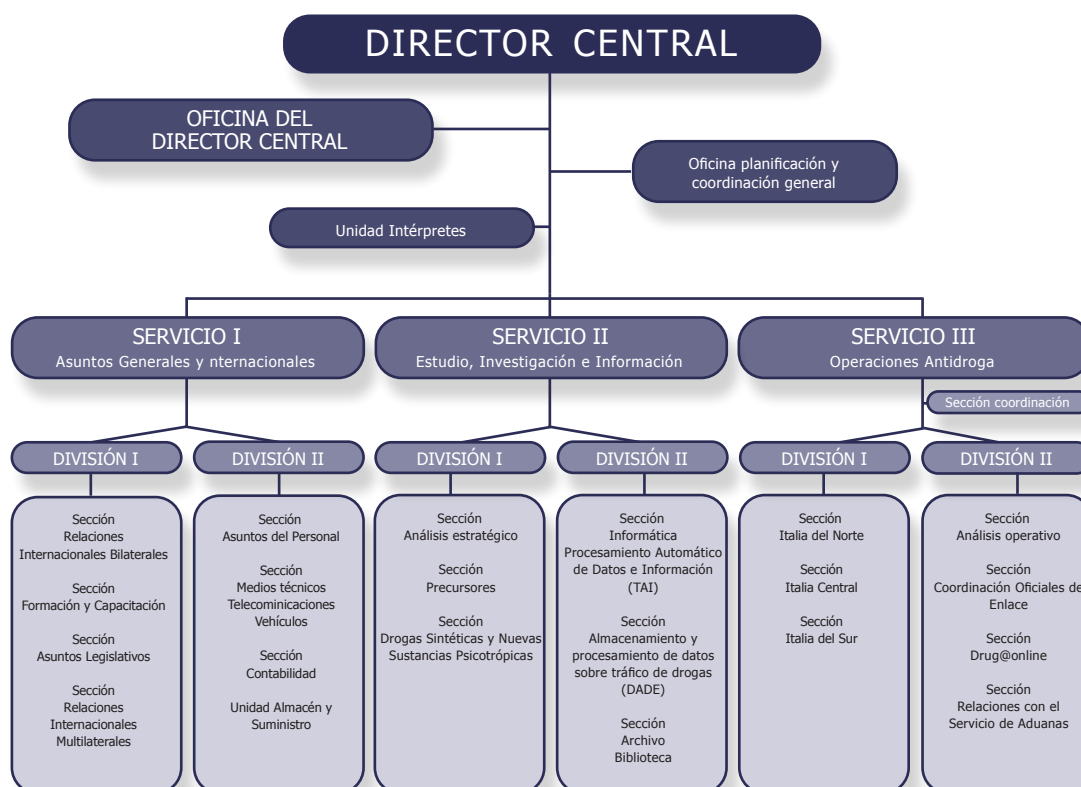 DIRECTOR CENTRAL
OFICINA DEL
DIRECTOR CENTRAL
Oficina planificación y
coordinación general
Unidad Intérpretes
SERVICIO I
Asuntos Generales y nternacionales
SERVICIO II
Estudio, Investigación e Información
SERVICIO III
Operaciones Antidroga
Sección coordinación
DIVISIÓN I
DIVISIÓN II
DIVISIÓN I
DIVISIÓN II
DIVISIÓN I
DIVISIÓN II
Sección
Relaciones
Internacionales Bilaterales
Sección
Formación y Capacitación
Sección
Asuntos Legislativos
Sección
Relaciones
Internacionales
Multilaterales
Sección
Asuntos del Personal
Sección
Medios técnicos
Telecominicaciones
Vehículos
Sección
Contabilidad
Unidad Almacén y
Suministro
Sección
Análisis estratégico
Sección
Precursores
Sección
Drogas Sintéticas y Nuevas
Sustancias Psicotrópicas
Sección
Informática
Procesamiento Automático
de Datos e Información
(TAI)
Sección
Almacenamiento y
procesamiento de datos
sobre tráfico de drogas
(DADE)
Sección
Archivo
Biblioteca
Sección
Italia del Norte
Sección
Italia Central
Sección
Italia del Sur
Sección
Análisis operativo
Sección
Coordinación Oficiales de
Enlace
Sección
Drug@online
Sección
Relaciones con el
Servicio de Aduanas